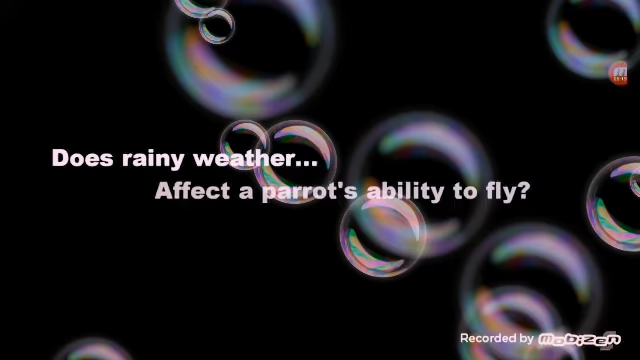 Does rainy weather...
Affect a parrot's ability to fly?
Recorded by Mobizen